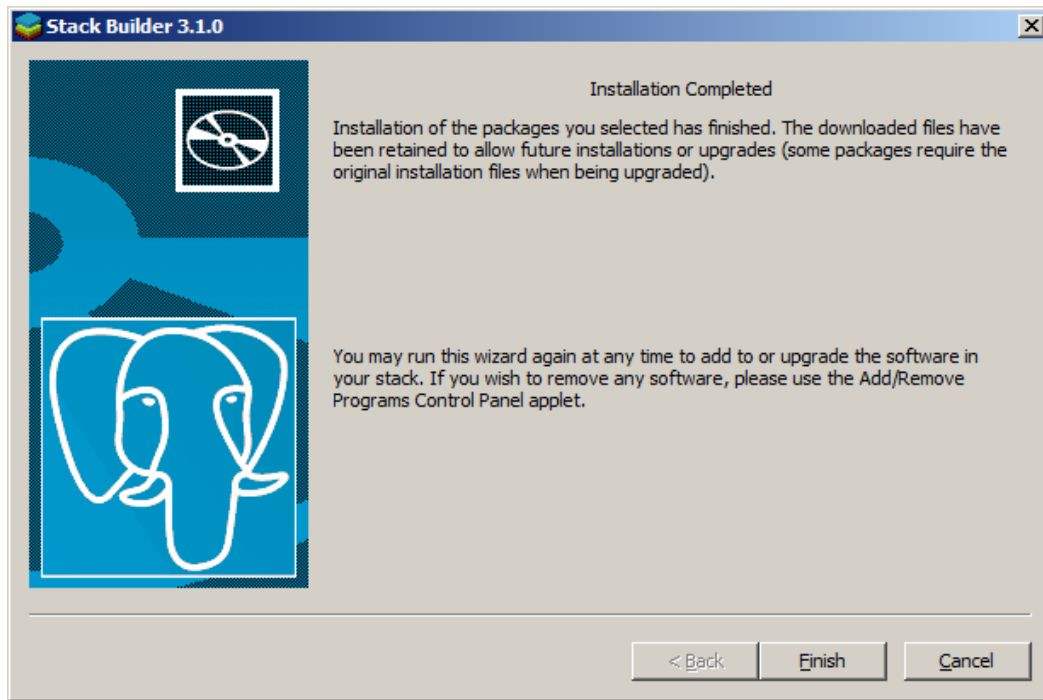 Stack Builder 3.1.0
Installation Completed
Installation of the packages you selected has finished. The downloaded files have
been retained to allow future installations or upgrades (some packages require the
original installation files when being upgraded).
You may run this wizard again at any time to add to or upgrade the software in
your stack. If you wish to remove any software, please use the Add/Remove
Programs Control Panel applet.
< Back Finish Cancel